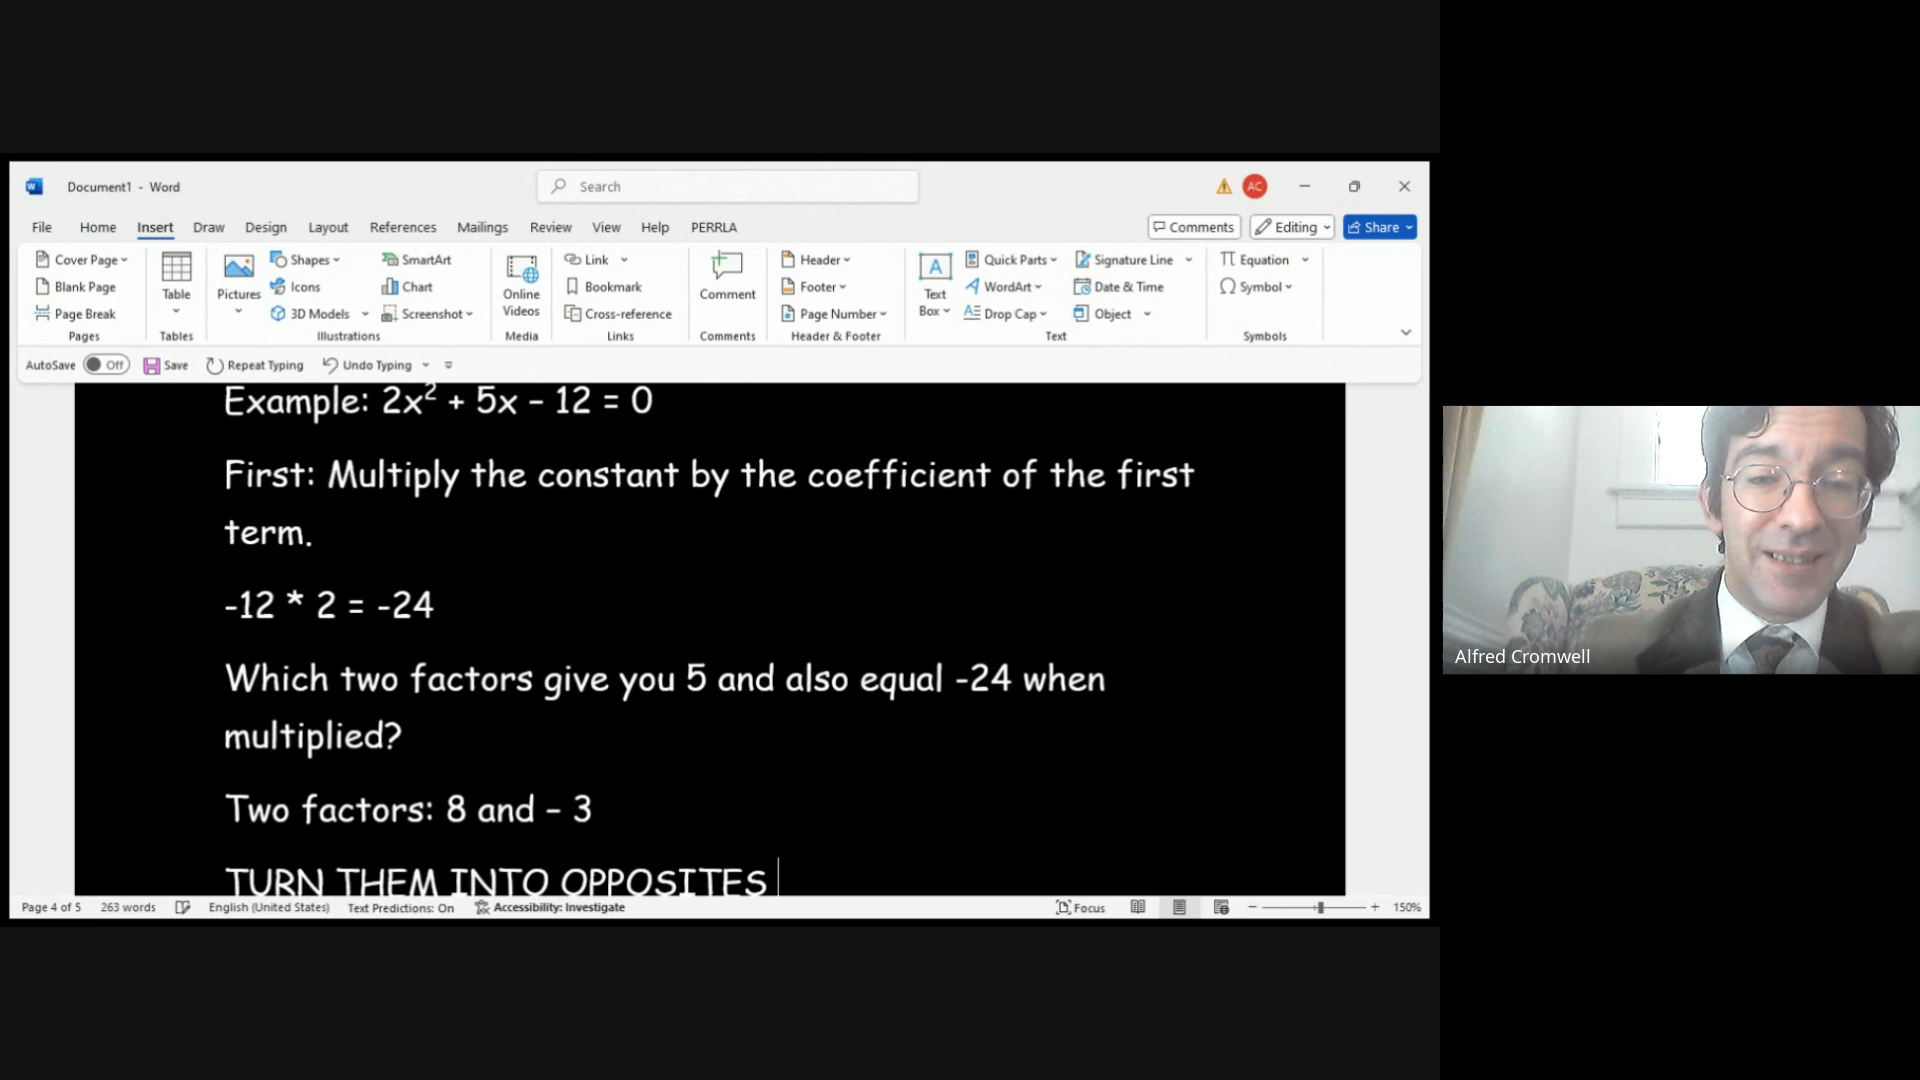 Document1 - Word
Search
AC
File Home Insert Draw Design Layout References Mailings Review View Help PERRLA
Comments Editing Share
Cover Page
Blank Page
Page Break
Pages
Table
Tables
Pictures
Shapes
Icons
3D Models
SmartArt
Chart
Screenshot
Illustrations
Online
Videos
Media
Link
Bookmark
Cross-reference
Links
Comment
Comments
Header
Footer
Page Number
Header & Footer
A
Text
Box
Quick Parts
WordArt
Drop Cap
Signature Line
Date & Time
Object
Text
Equation
Symbol
Symbols
AutoSave Off Save Repeat Typing Undo Typing
Example: 2x² + 5x – 12 = 0
First: Multiply the constant by the coefficient of the first
term.
-12 * 2 = -24
Which two factors give you 5 and also equal -24 when
multiplied?
Two factors: 8 and – 3
TURN THEM INTO OPPOSITES
Page 4 of 5 263 words English (United States) Text Predictions: On Accessibility: Investigate Focus 150%
Alfred Cromwell